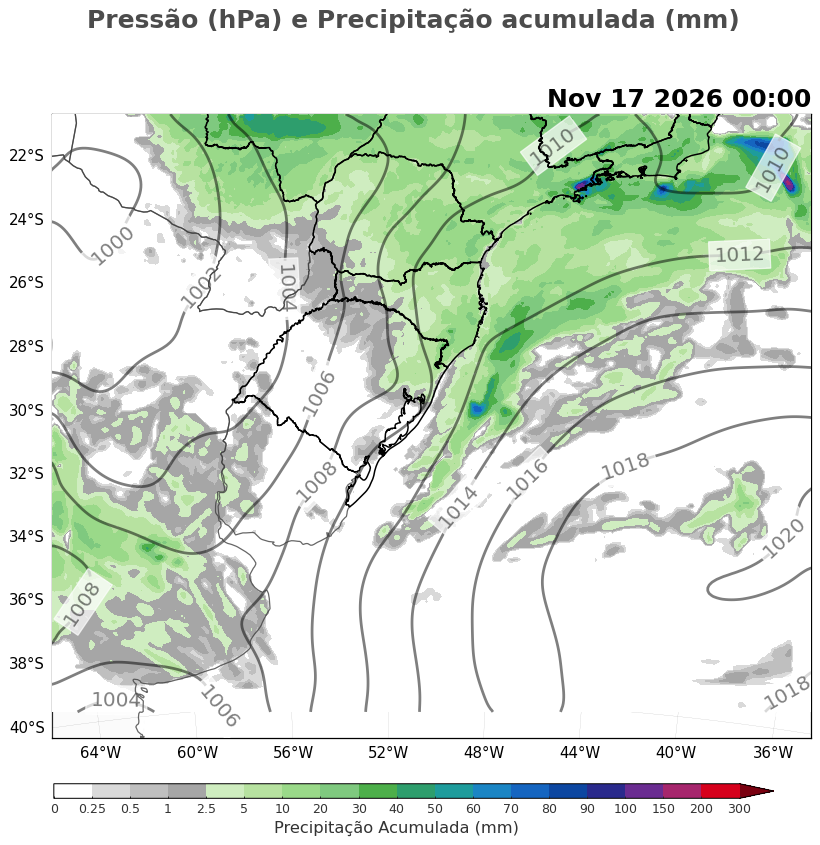 Pressão (hPa) e Precipitação acumulada (mm)
Nov 17 2026 00:00
22°S
24°S
26°S
28°S
30°S
32°S
34°S
36°S
38°S
40°S
1010
1010
1000
1012
1002
1004
1006
1018
1008
1016
1014
1020
1008
1018
1004
1006
64°W 60°W 56°W 52°W 48°W 44°W 40°W 36°W
0 0.25 0.5 1 2.5 5 10 20 30 40 50 60 70 80 90 100 150 200 300
Precipitação Acumulada (mm)